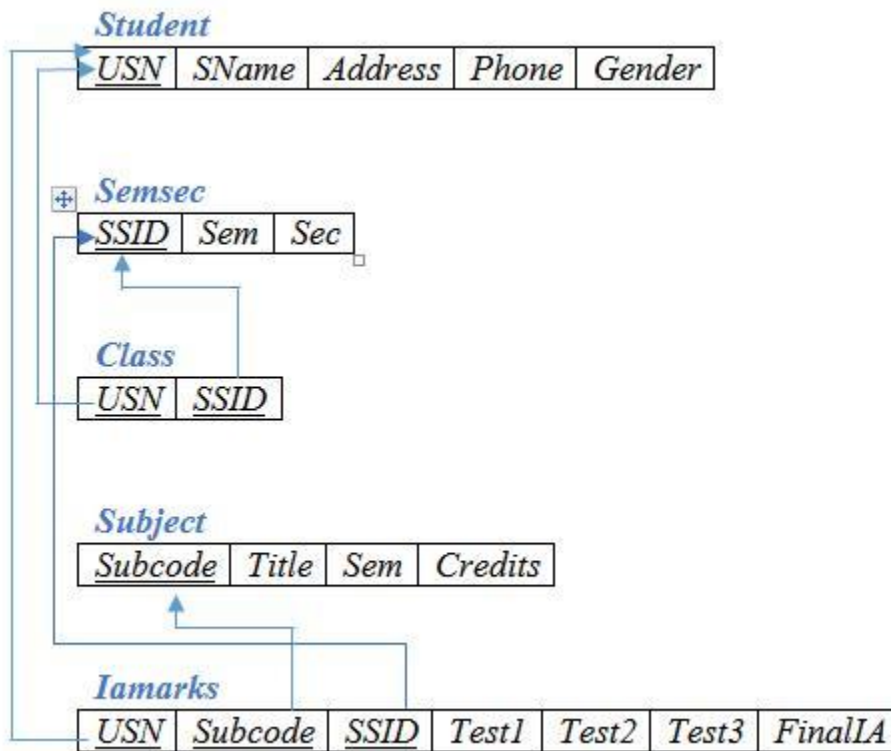 Student
USN SName Address Phone Gender
Semsec
SSID Sem Sec
Class
USN SSID
Subject
Subcode Title Sem Credits
Iamarks
USN Subcode SSID Test1 Test2 Test3 FinalIA